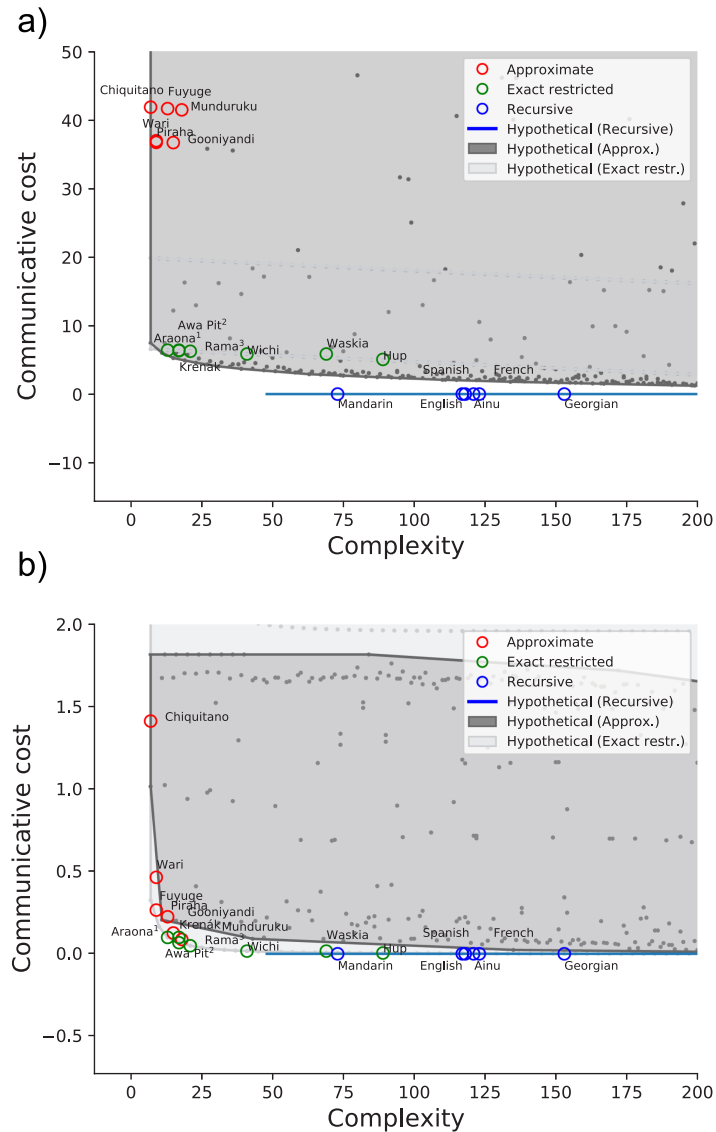 a)
50
40
30
20
10
0
−10
Communicative cost
Chiquitano Fuyuge
Munduruku
Wari
Piraha
Gooniyandi
Approximate
Exact restricted
Recursive
Hypothetical (Recursive)
Hypothetical (Approx.)
Hypothetical (Exact restr.)
Awa Pit²
Araona¹
Rama³
Wichi
Waskia
Hup
Krenák
Spanish
French
Mandarin
English
Ainu
Georgian
0 25 50 75 100 125 150 175 200
Complexity
b)
2.0
1.5
1.0
0.5
0.0
−0.5
Communicative cost
Approximate
Exact restricted
Recursive
Hypothetical (Recursive)
Hypothetical (Approx.)
Hypothetical (Exact restr.)
Chiquitano
Wari
Fuyuge
Piraha
Gooniyandi
Krenák
Munduruku
Araona¹
Rama³
Awa Pit²
Wichi
Waskia
Hup
Spanish
French
Mandarin
English
Ainu
Georgian
0 25 50 75 100 125 150 175 200
Complexity